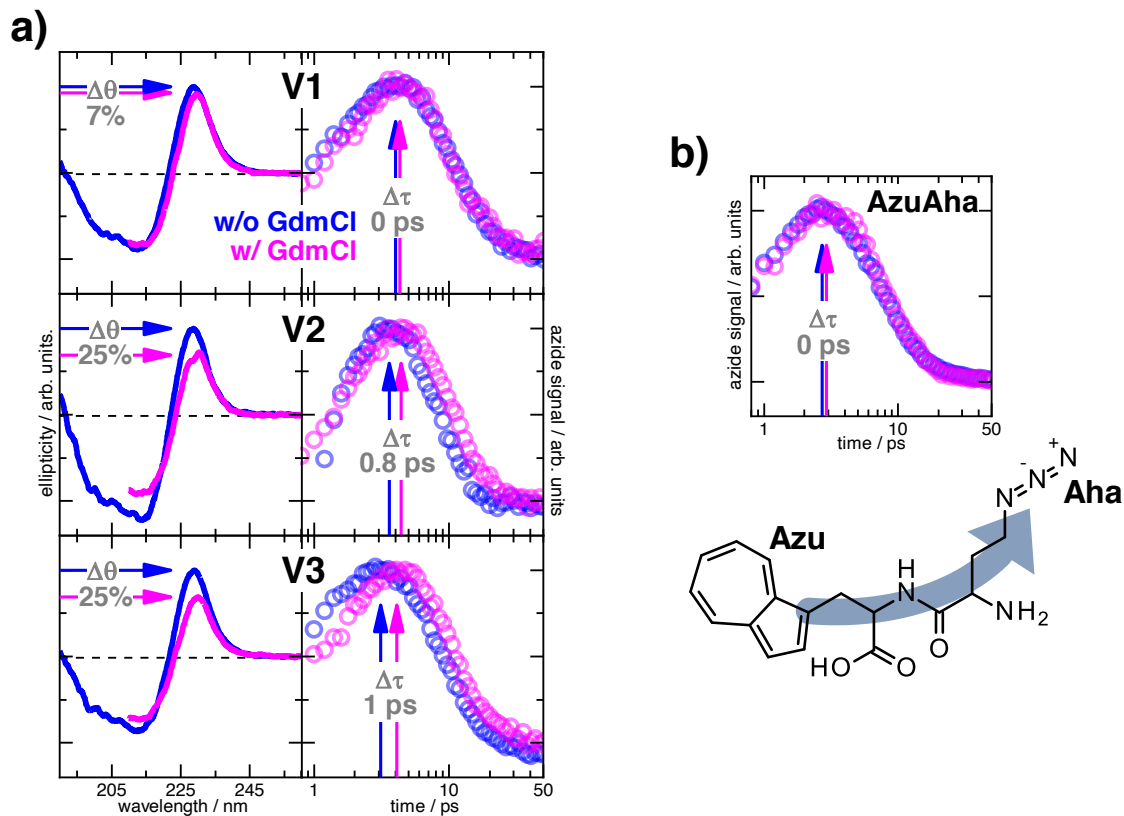 a)
V1
Δθ
7%
Δτ
0 ps
w/o GdmCl
w/ GdmCl
V2
Δθ
25%
Δτ
0.8 ps
V3
Δθ
25%
Δτ
1 ps
ellipticity / arb. units.
azide signal / arb. units
205 225 245
wavelength / nm
1 10 50
time / ps
b)
AzuAha
Δτ
0 ps
azide signal / arb. units
1 10 50
time / ps
Azu
Aha
N N N
- +
H
N
NH2
O
HO O